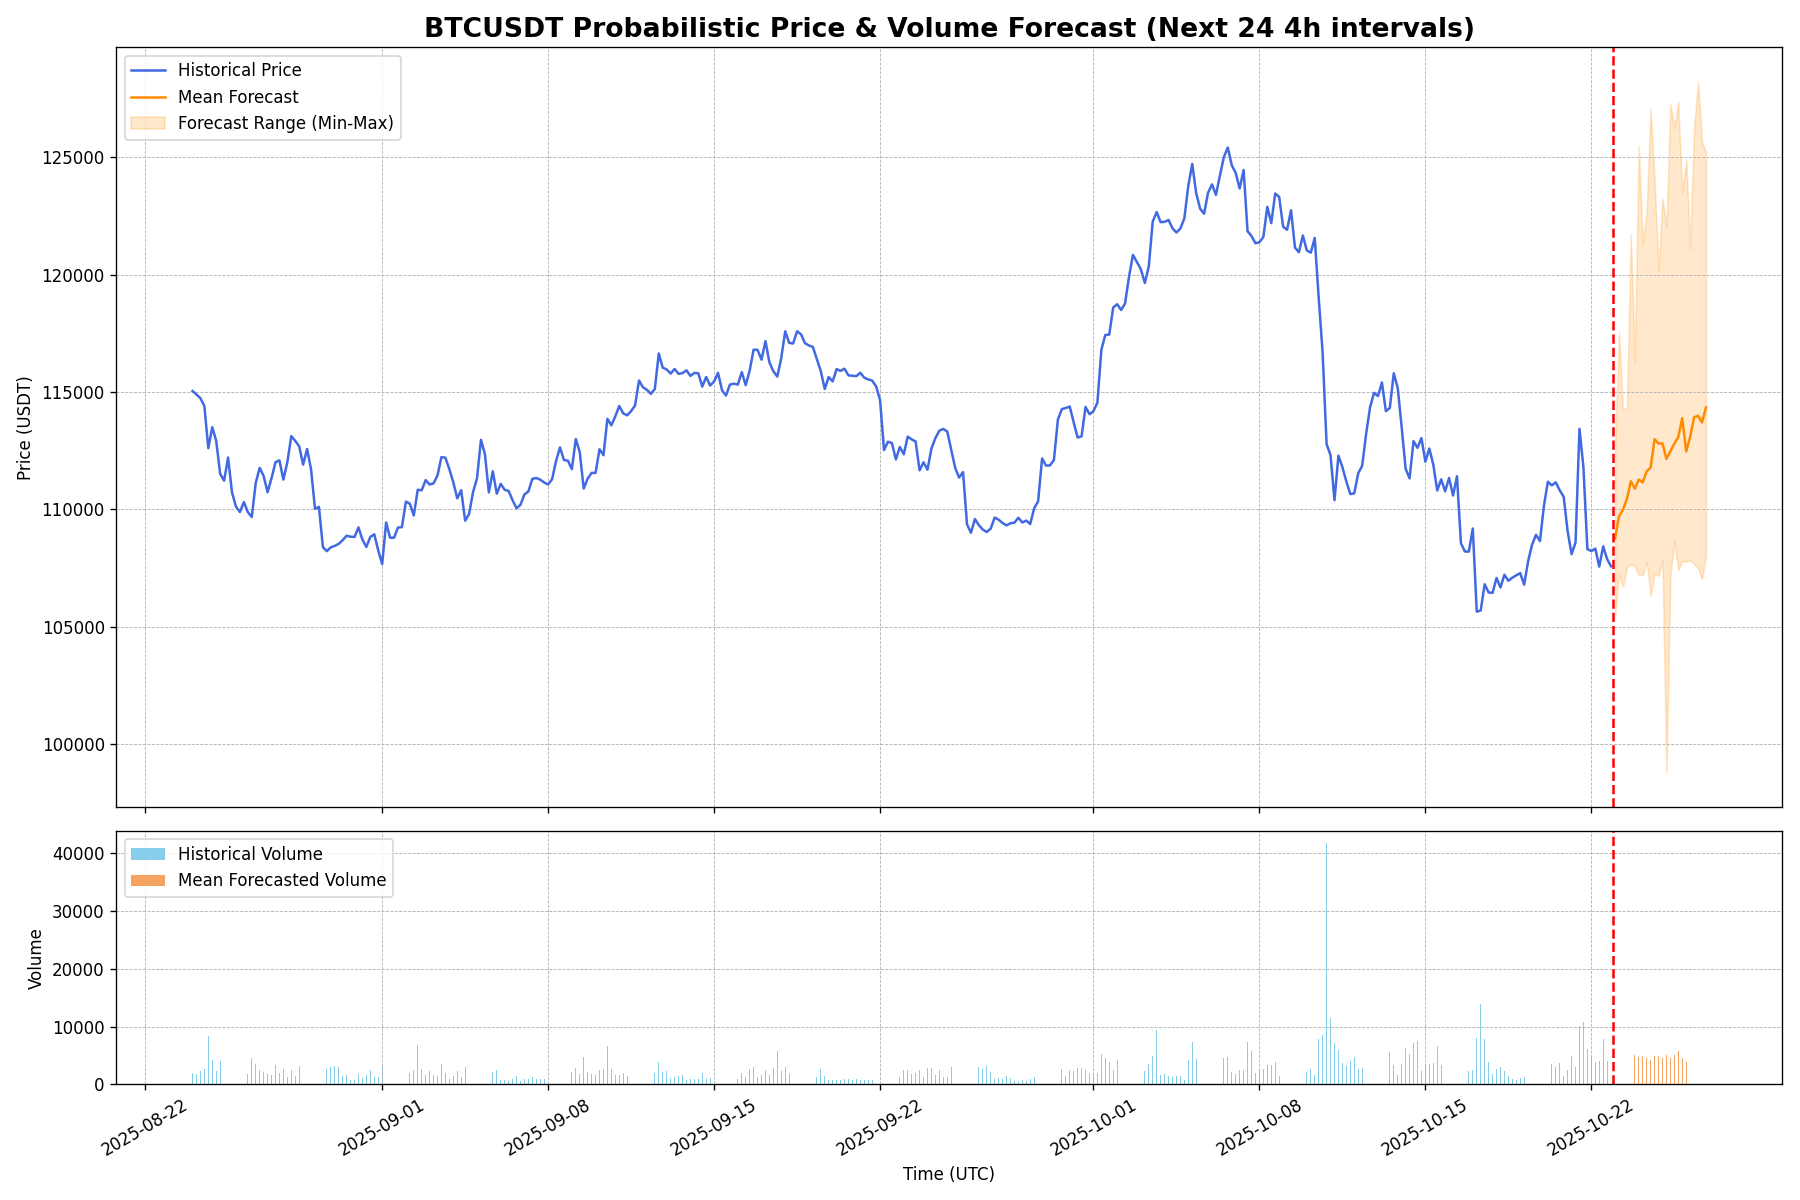 BTCUSDT Probabilistic Price & Volume Forecast (Next 24 4h intervals)
Historical Price
Mean Forecast
Forecast Range (Min-Max)
125000
120000
115000
110000
105000
100000
Price (USDT)
Historical Volume
Mean Forecasted Volume
40000
30000
20000
10000
0
Volume
2025-08-22
2025-09-01
2025-09-08
2025-09-15
2025-09-22
2025-10-01
2025-10-08
2025-10-15
2025-10-22
Time (UTC)